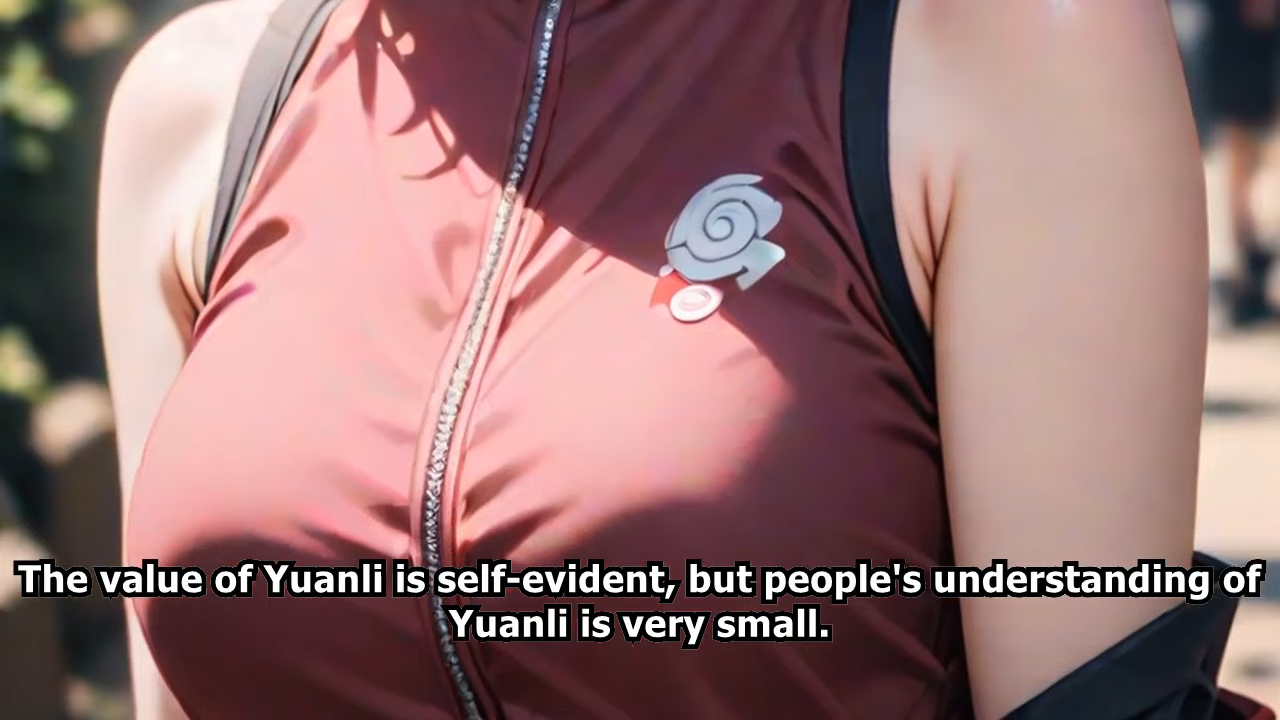 The value of Yuanli is self-evident, but people's understanding of
Yuanli is very small.